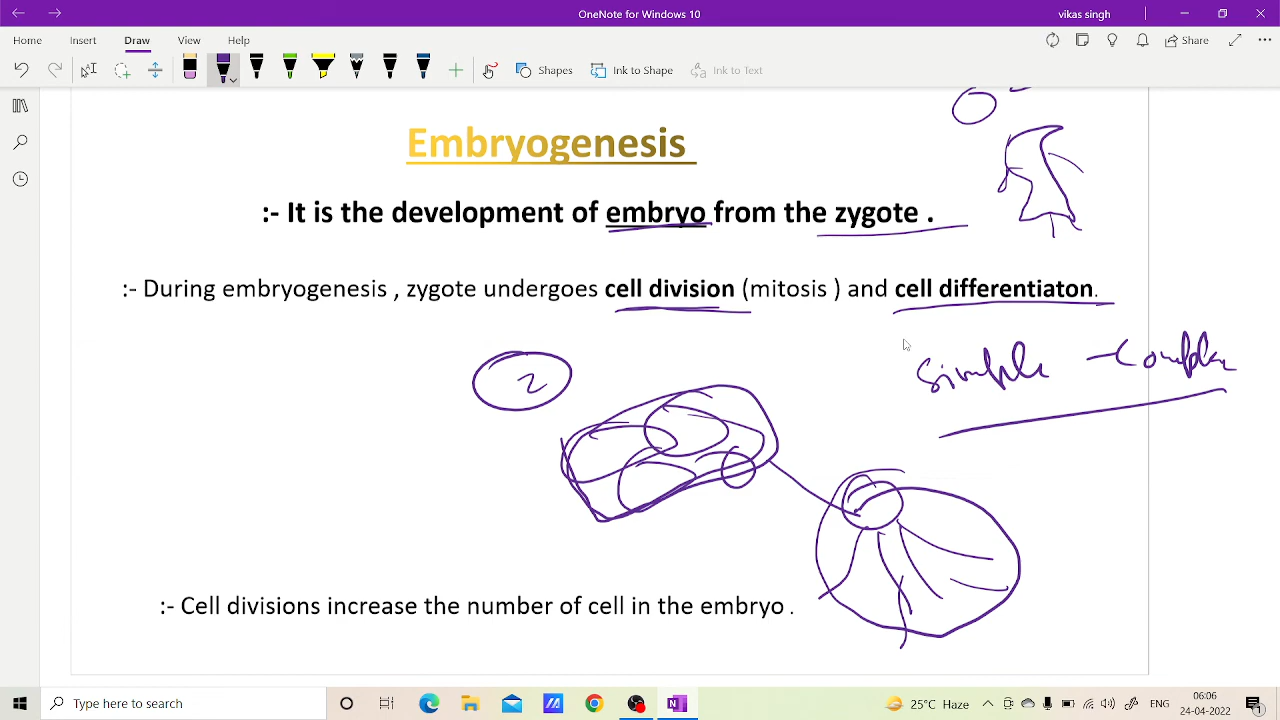 OneNote for Windows 10
vikas singh
Home Insert Draw View Help
Share
Shapes Ink to Shape Ink to Text
Embryogenesis
:- It is the development of embryo from the zygote .
:- During embryogenesis , zygote undergoes cell division (mitosis ) and cell differentiaton.
Simple
2
:- Cell divisions increase the number of cell in the embryo .
Type here to search
25°C Haze
ENG
06:06
24-04-2022
1